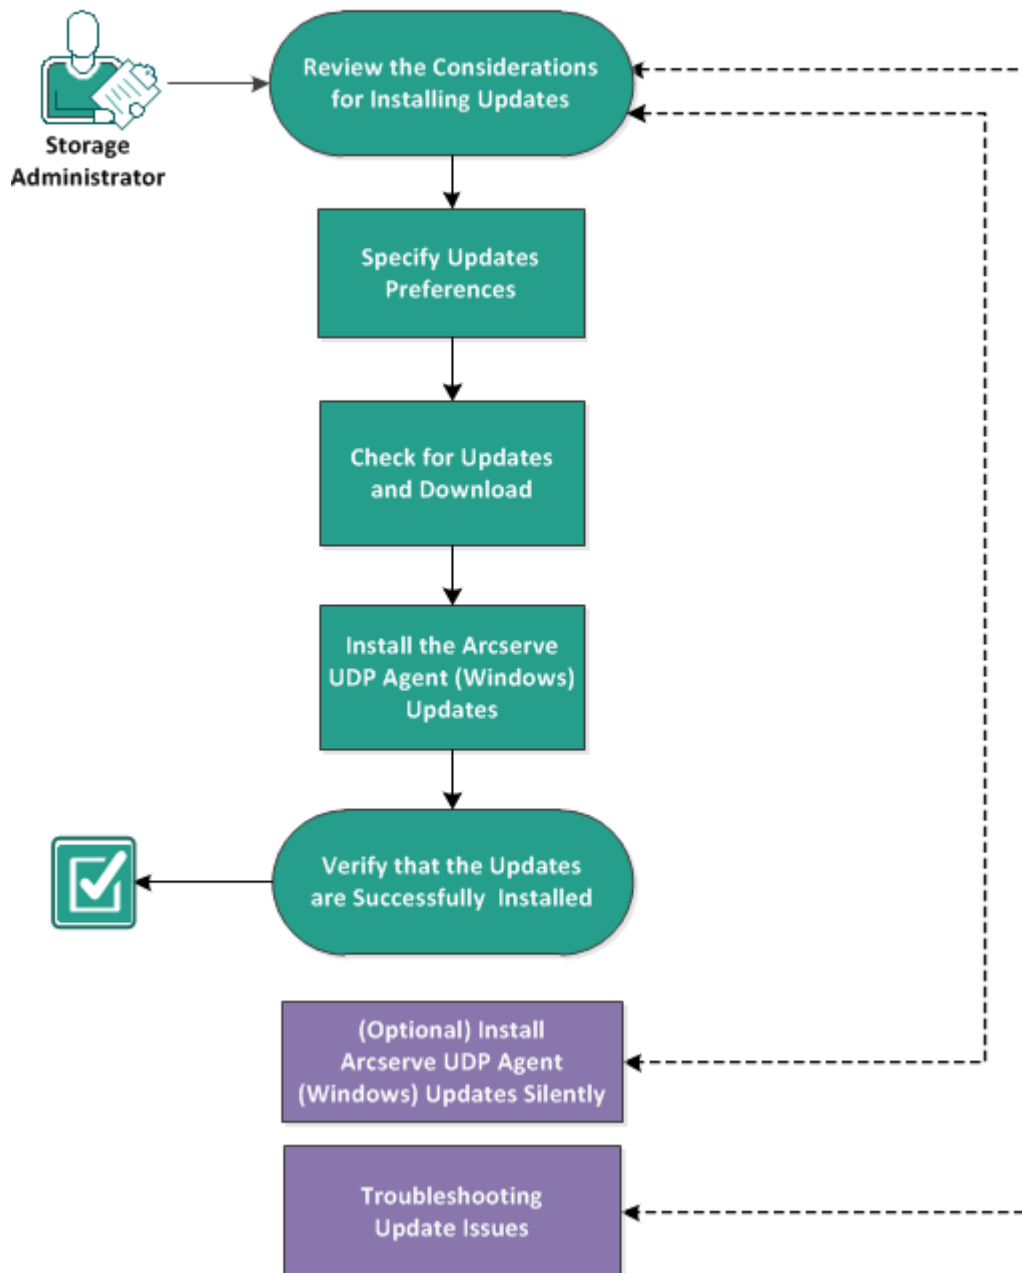 Storage
Administrator
Review the Considerations
for Installing Updates
Specify Updates
Preferences
Check for Updates
and Download
Install the Arcserve
UDP Agent (Windows)
Updates
Verify that the Updates
are Successfully Installed
(Optional) Install
Arcserve UDP Agent
(Windows) Updates Silently
Troubleshooting
Update Issues